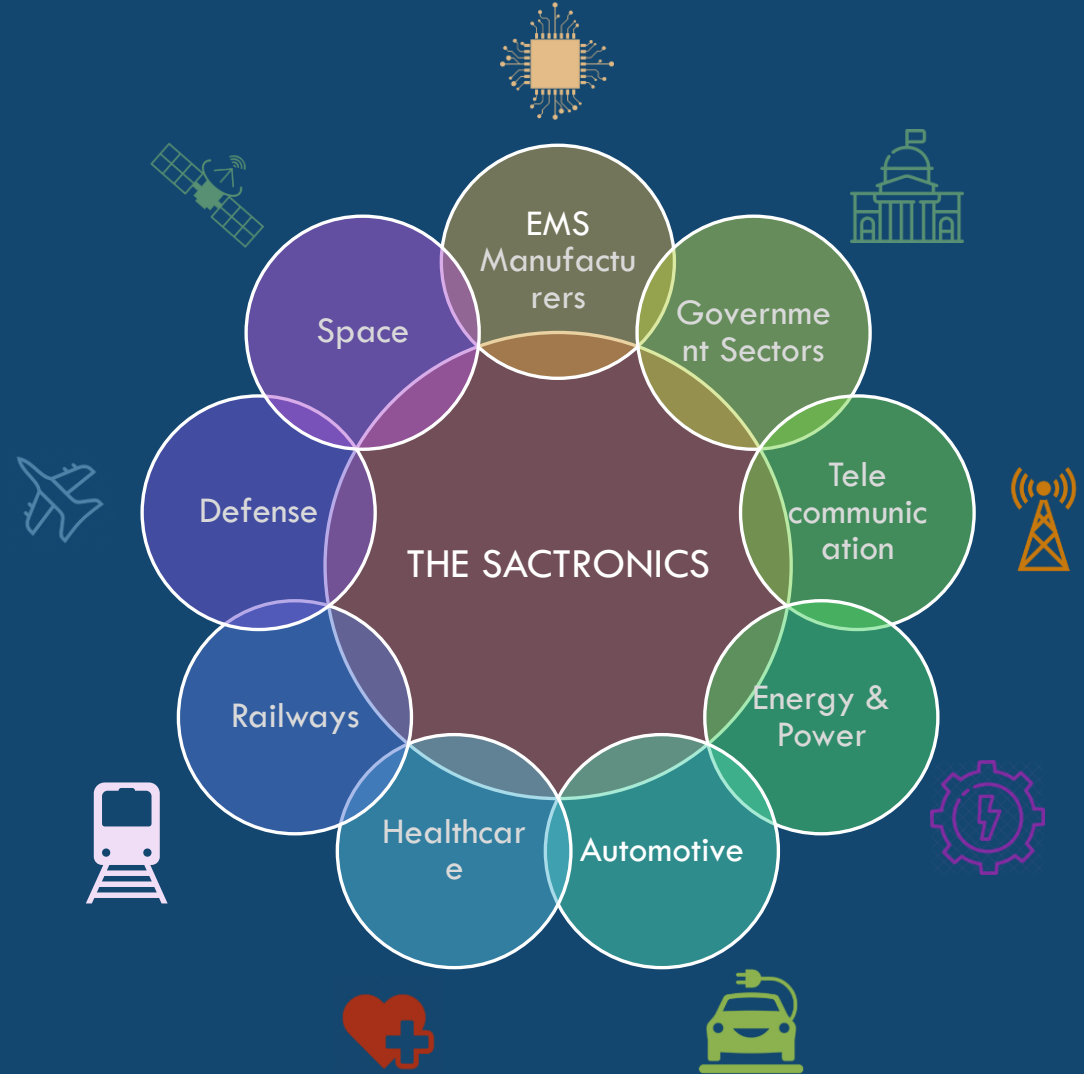 EMS
Manufactu
rers
Governme
nt Sectors
Space
Tele
communic
ation
Defense
THE SACTRONICS
Energy &
Power
Railways
Healthcar
e
Automotive